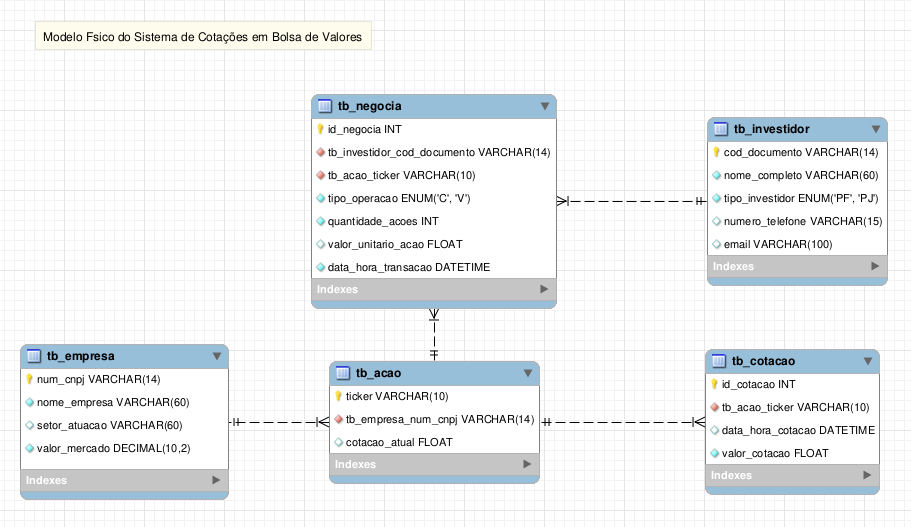 Modelo Fsico do Sistema de Cotações em Bolsa de Valores
tb_negocia
id_negocia INT
tb_investidor_cod_documento VARCHAR(14)
tb_acao_ticker VARCHAR(10)
tipo_operacao ENUM('C', 'V')
quantidade_acoes INT
valor_unitario_acao FLOAT
data_hora_transacao DATETIME
Indexes
tb_investidor
cod_documento VARCHAR(14)
nome_completo VARCHAR(60)
tipo_investidor ENUM('PF', 'PJ')
numero_telefone VARCHAR(15)
email VARCHAR(100)
Indexes
tb_empresa
num_cnpj VARCHAR(14)
nome_empresa VARCHAR(60)
setor_atuacao VARCHAR(60)
valor_mercado DECIMAL(10,2)
Indexes
tb_acao
ticker VARCHAR(10)
tb_empresa_num_cnpj VARCHAR(14)
cotacao_atual FLOAT
Indexes
tb_cotacao
id_cotacao INT
tb_acao_ticker VARCHAR(10)
data_hora_cotacao DATETIME
valor_cotacao FLOAT
Indexes